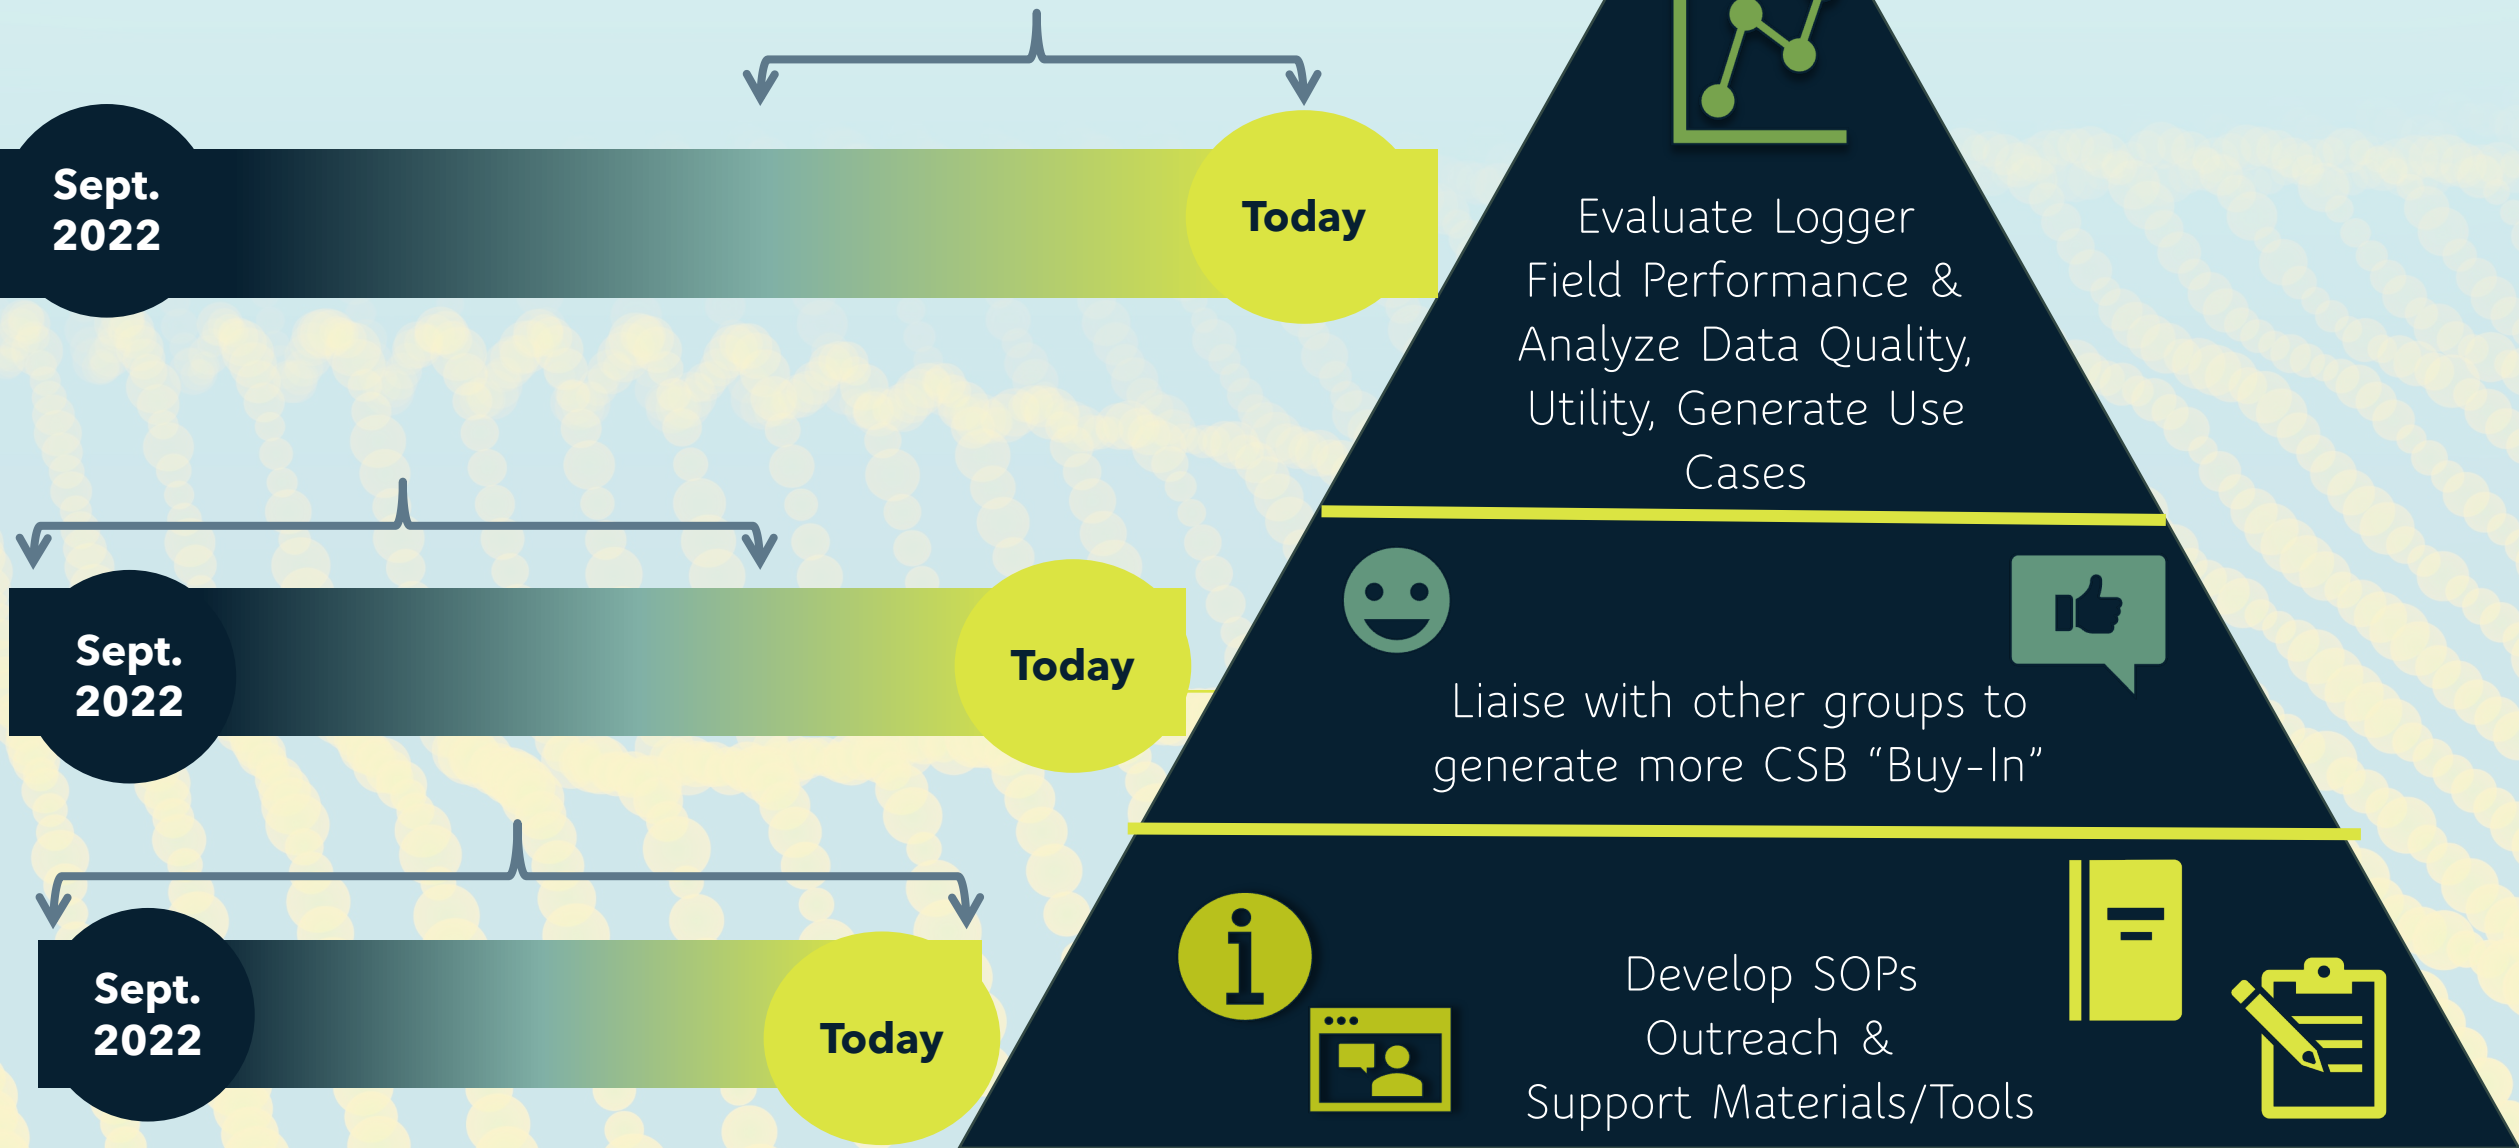 Sept.
2022
Today
Evaluate Logger
Field Performance &
Analyze Data Quality,
Utility, Generate Use
Cases
Sept.
2022
Today
Liaise with other groups to
generate more CSB “Buy-In”
Sept.
2022
Today
Develop SOPs
Outreach &
Support Materials/Tools